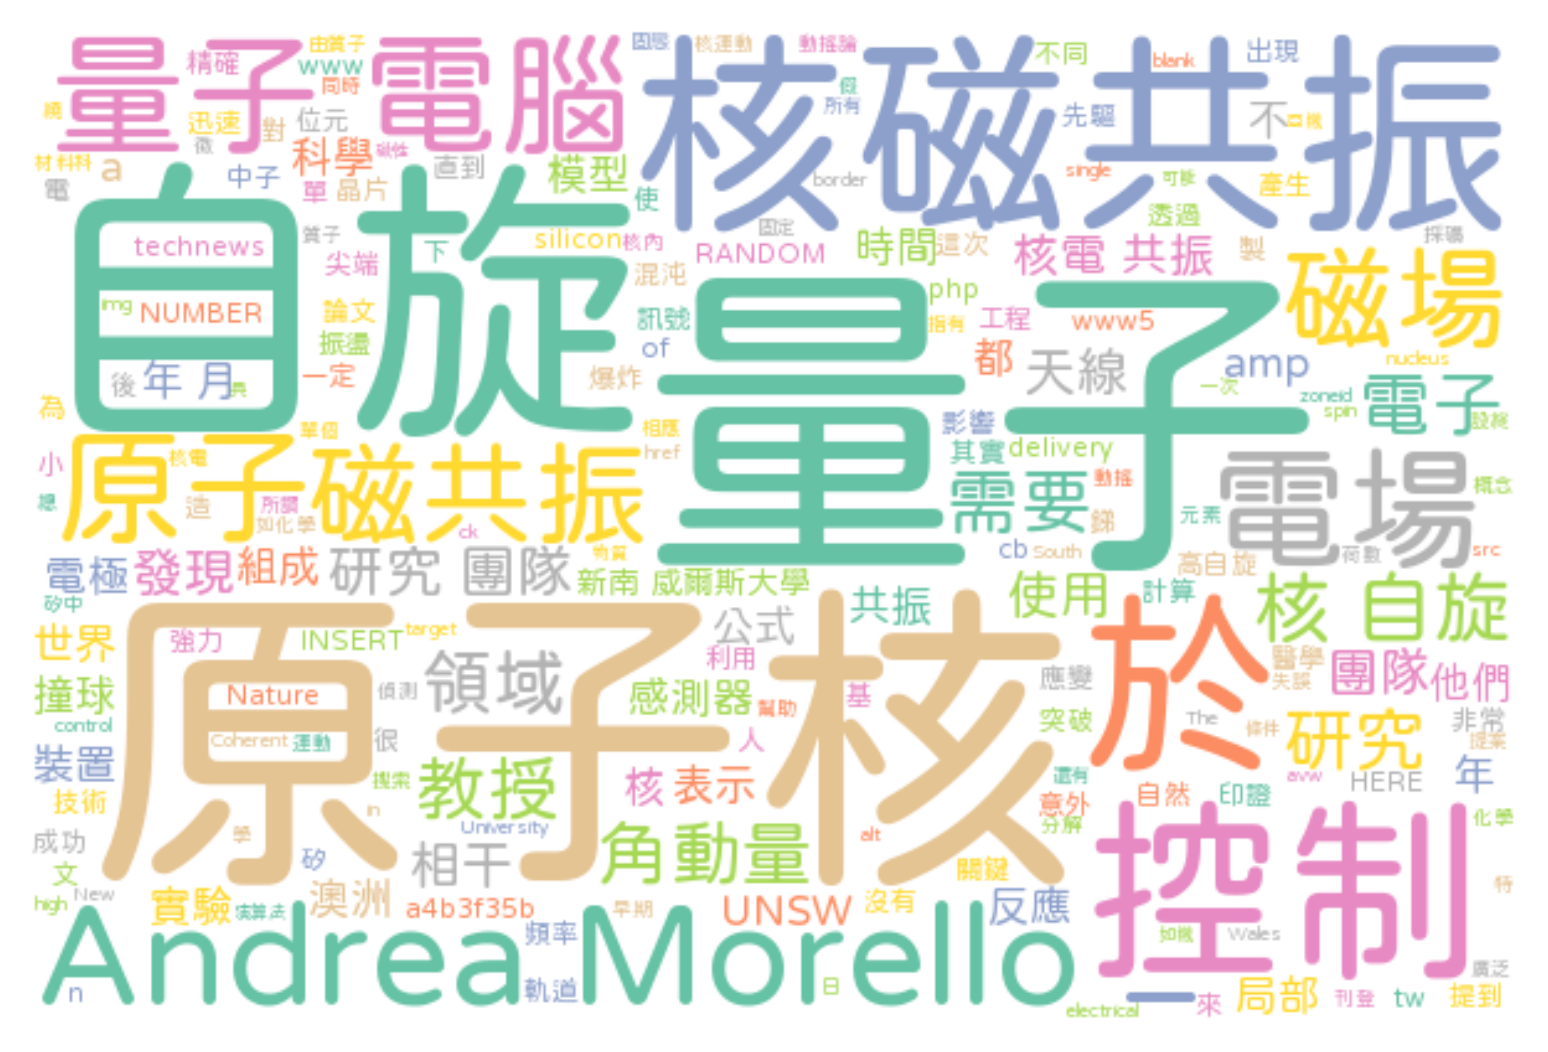 量子電腦
核磁共振
精確
由質子
www
同時
迅速
對
位元
科學
磁性
材料科
a
電
中子
單
晶片
直到
模型
固態
核運動
動搖論
假
所有
不同
blank
出現
先驅
不
single
可能
產生
border
透過
使
固定
採礦
自旋
量子
technews
質子
尖端
下
silicon
核內
RANDOM
混沌
時間
這次
核電 共振
製
磁場
img
NUMBER
論文
振盪
訊號
of
php
指有
工程
www5
都
天線
amp
nucleus
後
年 月
一定
爆炸
一次
zoneid
spin
電子
為
單個
相應
href
影響
其實
delivery
需要
動搖
小
原子磁共振
核電
造
所謂
如化學
ck
銻
元素
電場
概念
cb
South
高自旋
荷數
src
電極
發現
組成
研究 團隊
物質
新南 威爾斯大學
使用
計算
核 自旋
矽中
世界
強力
INSERT
target
公式
共振
利用
原子核
於
醫學
失誤
團隊
他們
撞球
Nature
偵測
領域
感測器
幫助
基
應變
突破
The
條件
研究
非常
control
Coherent
運動
很
人
裝置
搜索
教授
核
表示
還有
意外
分解
自然
印證
avw
HERE
年
技術
in
University
alt
控制
化學
成功
學
矽
相干
角動量
關鍵
文
high
New
實驗
演算法
澳洲
a4b3f35b
早期
頻率
UNSW
沒有
反應
特
Wales
廣泛
Andrea Morello
n
軌道
日
electrical
一
來
局部
刊登
tw
提到